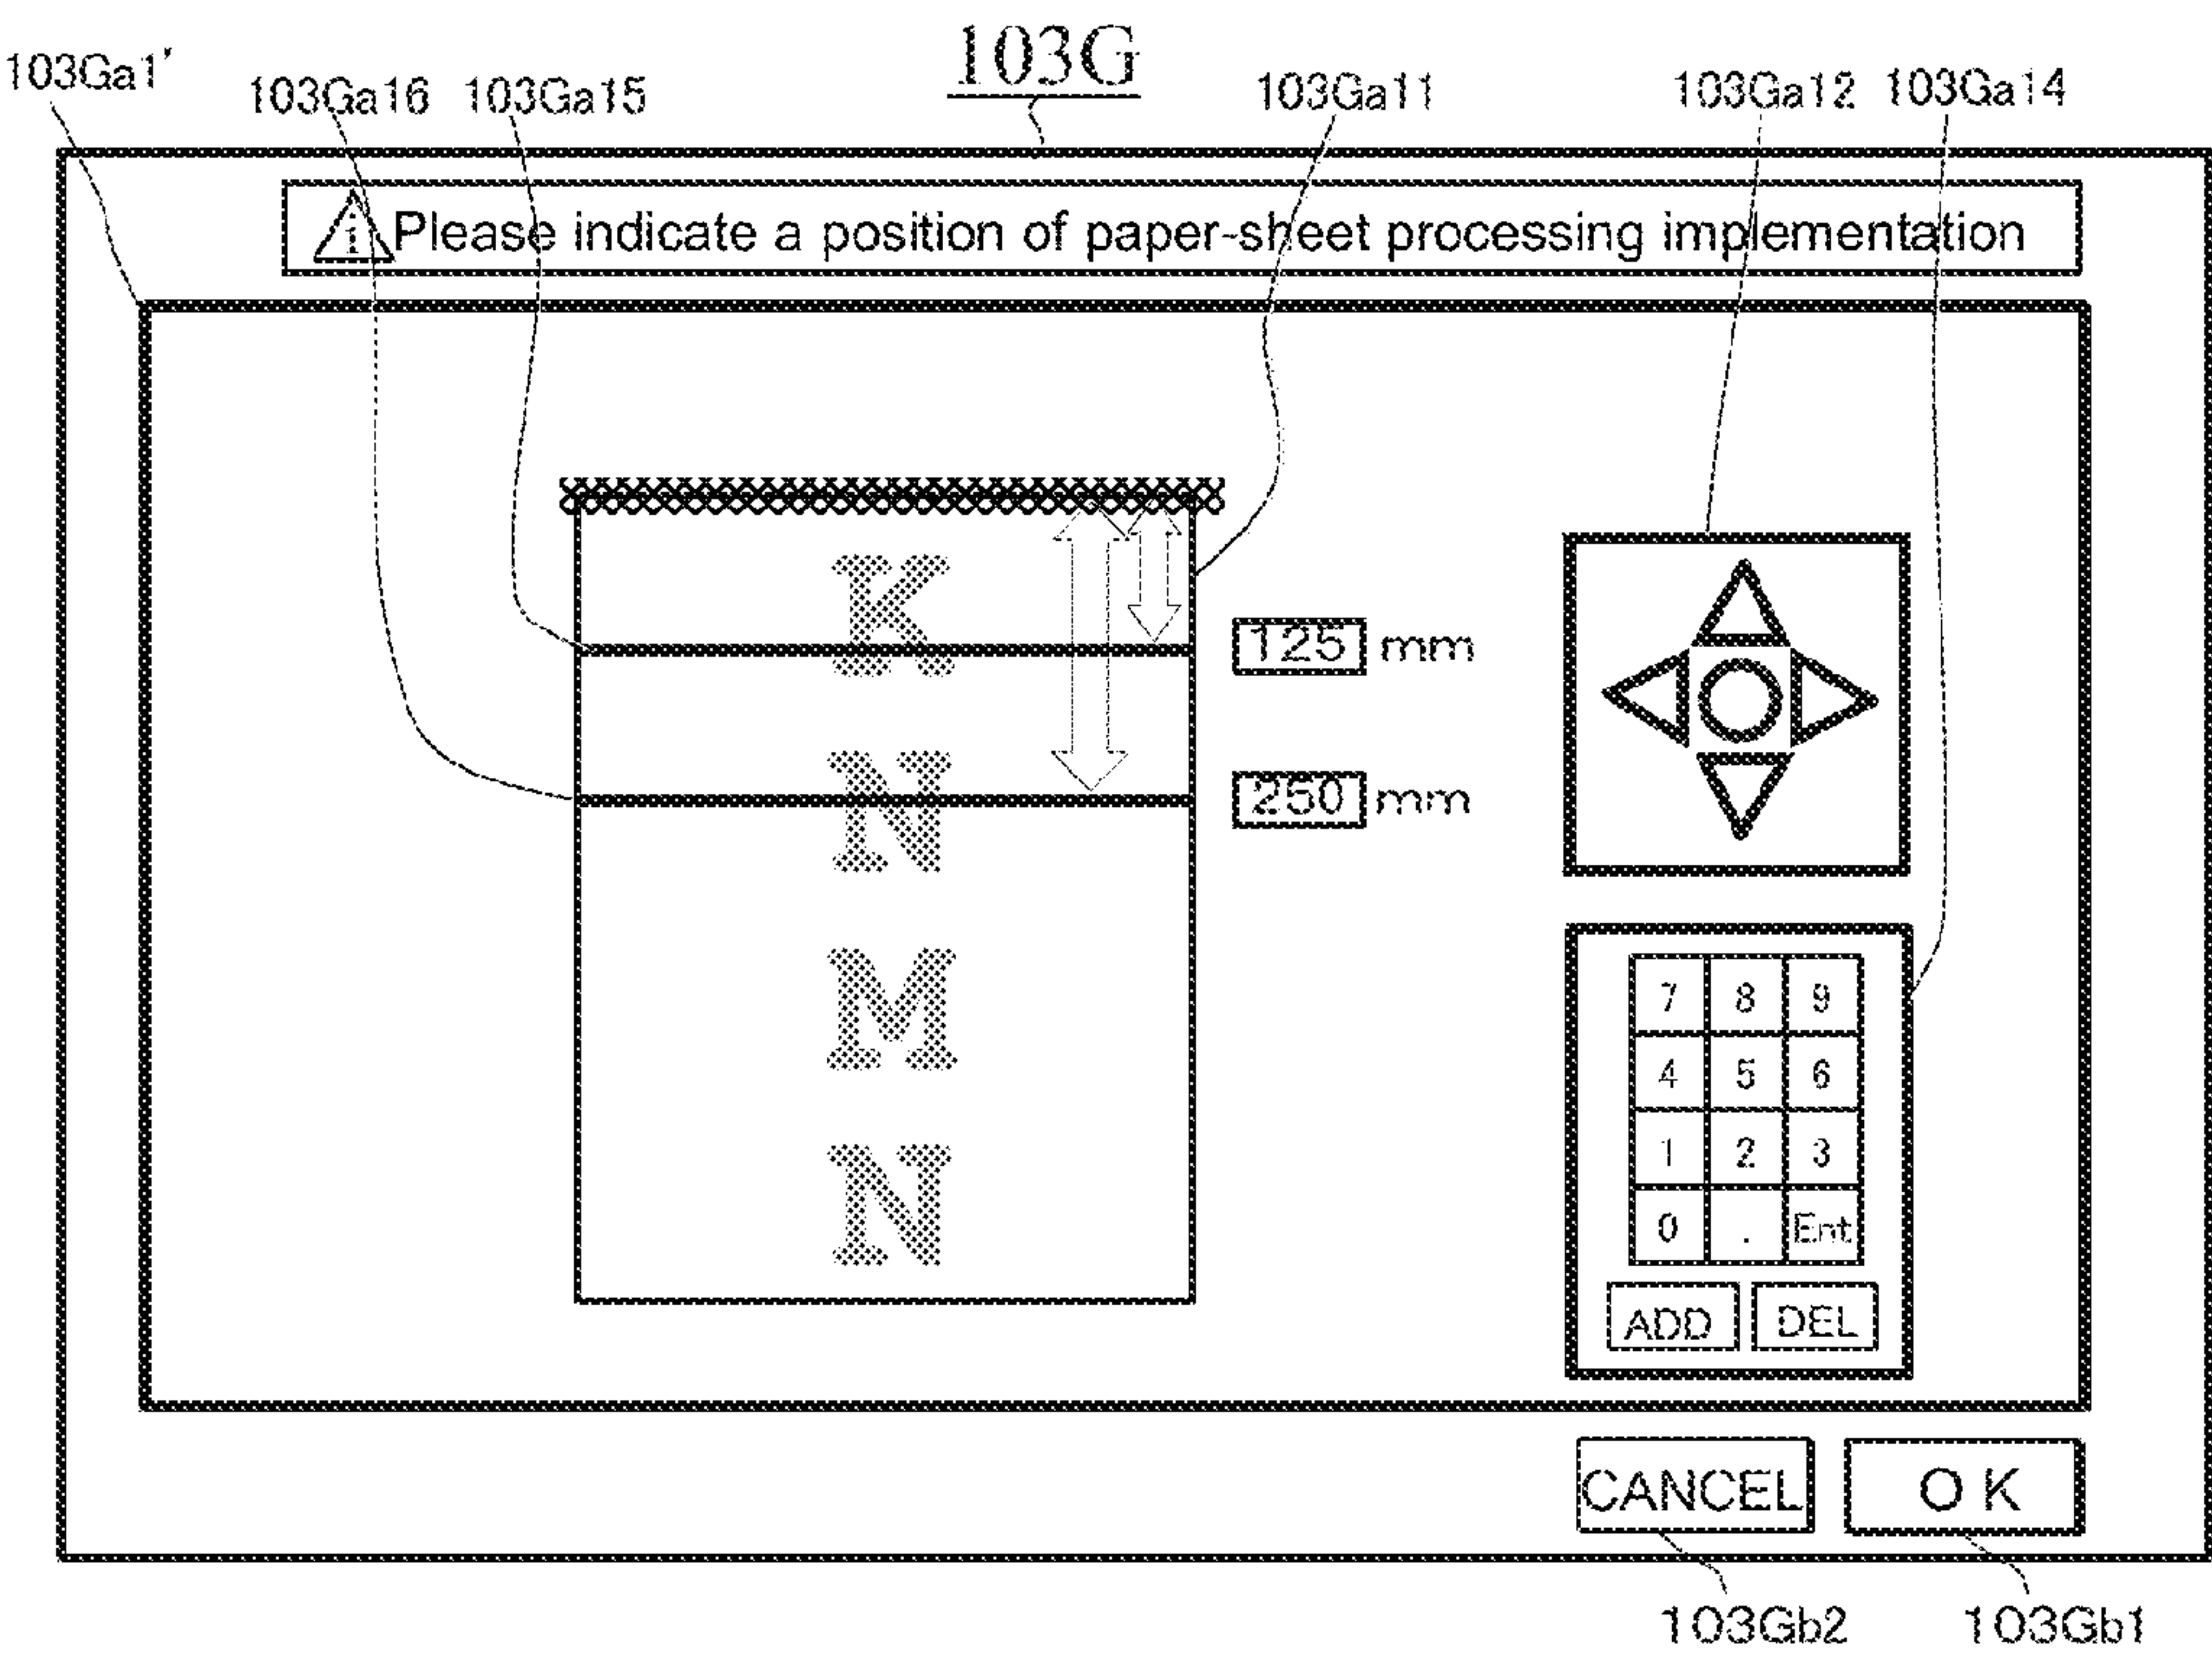 103G
103Ga1'
103Ga16 103Ga15 103Ga11 103Ga12 103Ga14
i Please indicate a position of paper-sheet processing implementation
K
125 mm
N
250 mm
M
N
7 8 9
4 5 6
1 2 3
0 . Ent
ADD DEL
CANCEL OK
103Gb2 103Gb1